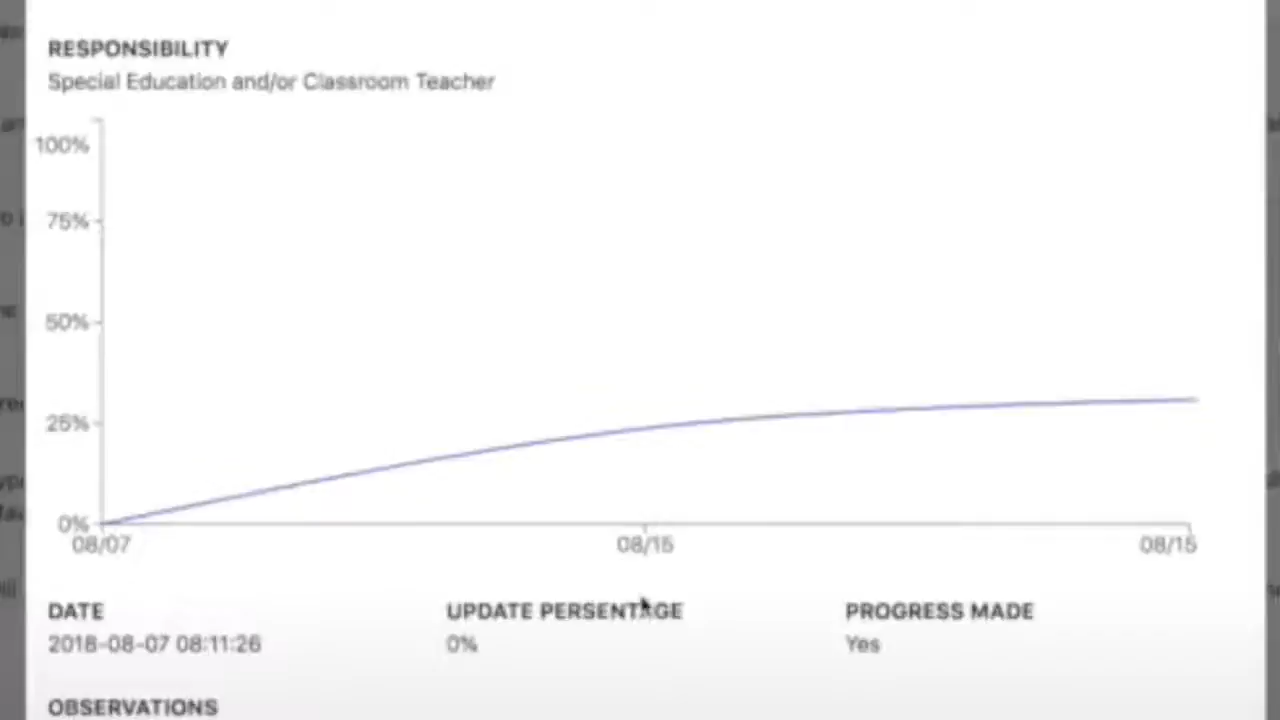 RESPONSIBILITY
Special Education and/or Classroom Teacher
100%
75%
50%
25%
0%
08/07 08/15 08/15
DATE UPDATE PERSENTAGE PROGRESS MADE
2018-08-07 08:11:26 0% Yes
OBSERVATIONS